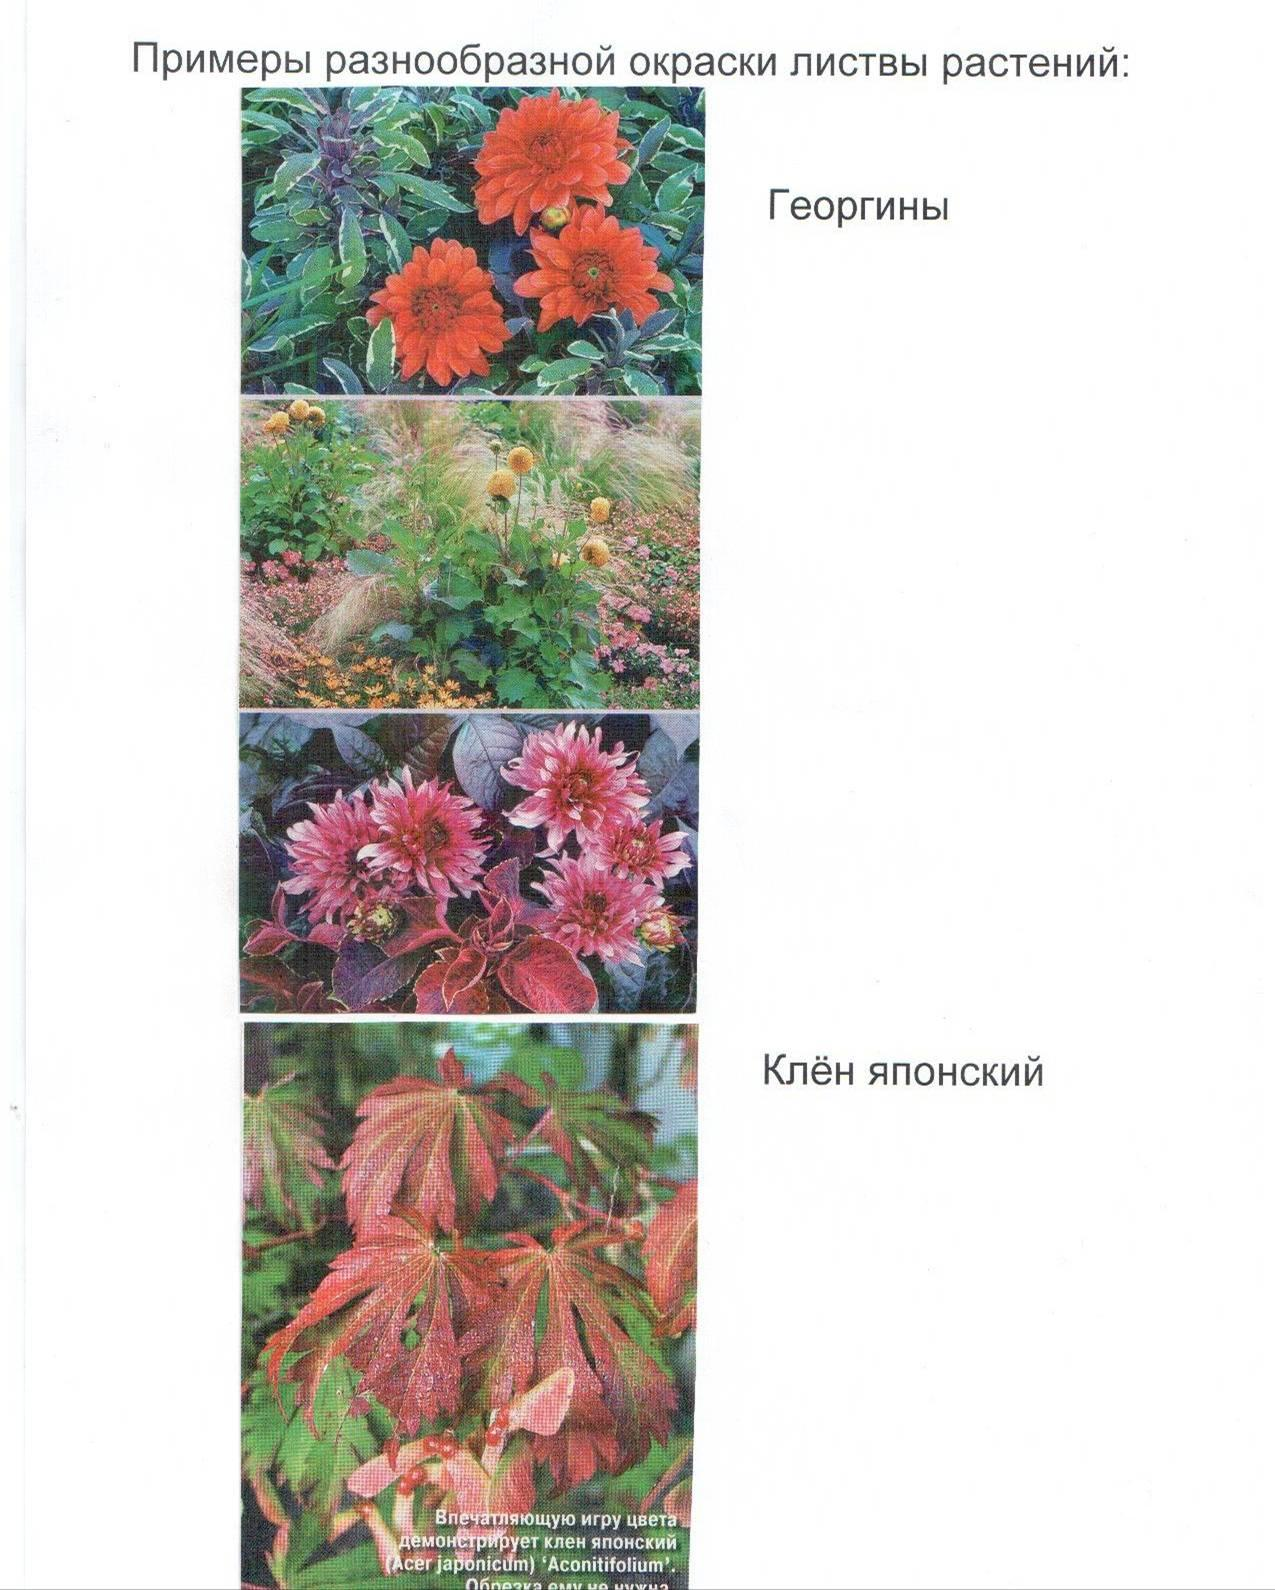 Примеры разнообразной окраски листвы растений:
Георгины
Клён японский
Впечатляющую игру цвета
демонстрирует клен японский
(Acer japonicum) ‘Aconitifolium’.
Обрезка ему не нужна.